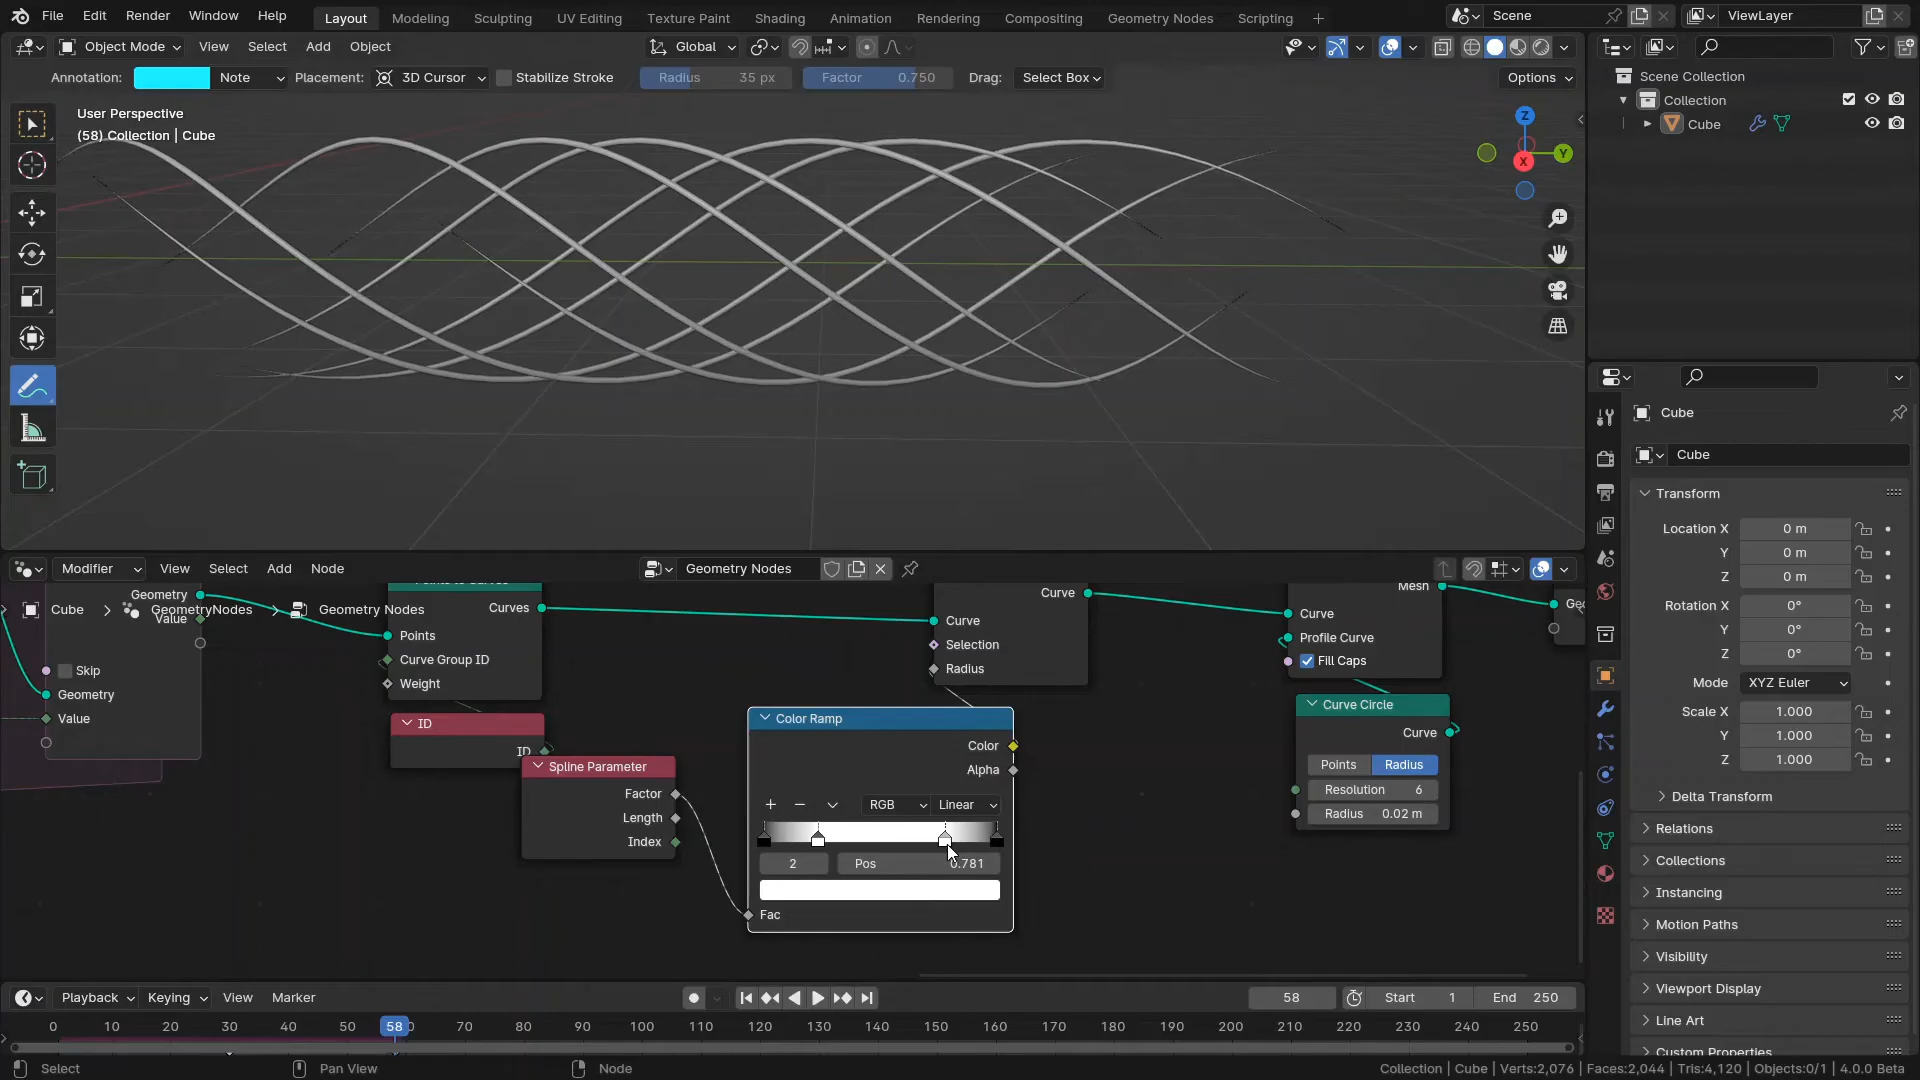 File Edit Render Window Help Layout Modeling Sculpting UV Editing Texture Paint Shading Animation Rendering Compositing Geometry Nodes Scripting + Scene ViewLayer
Object Mode View Select Add Object Global
Annotation: Note Placement: 3D Cursor Stabilize Stroke Radius 35 px Factor 0.750 Drag: Select Box Options
User Perspective
(58) Collection | Cube
Z
Y
X
Scene Collection
Collection
Cube
Cube
Cube
Transform
Location X 0 m
Y 0 m
Z 0 m
Rotation X 0°
Y 0°
Z 0°
Mode XYZ Euler
Scale X 1.000
Y 1.000
Z 1.000
Delta Transform
Relations
Collections
Instancing
Motion Paths
Visibility
Viewport Display
Line Art
Custom Properties
Modifier View Select Add Node Geometry Nodes
Cube > GeometryNodes > Geometry Nodes
Geometry
Value
Skip
Geometry
Value
Points to Curves
Curves
Points
Curve Group ID
Weight
ID
ID
Spline Parameter
Factor
Length
Index
Color Ramp
Color
Alpha
+ − RGB Linear
2 Pos 0.781
Fac
Curve
Curve
Selection
Radius
Mesh
Curve
Profile Curve
Fill Caps
Curve Circle
Curve
Points Radius
Resolution 6
Radius 0.02 m
Playback Keying View Marker 58 Start 1 End 250
0 10 20 30 40 50 58 70 80 90 100 110 120 130 140 150 160 170 180 190 200 210 220 230 240 250
Select Pan View Node Collection | Cube | Verts:2,076 | Faces:2,044 | Tris:4,120 | Objects:0/1 | 4.0.0 Beta